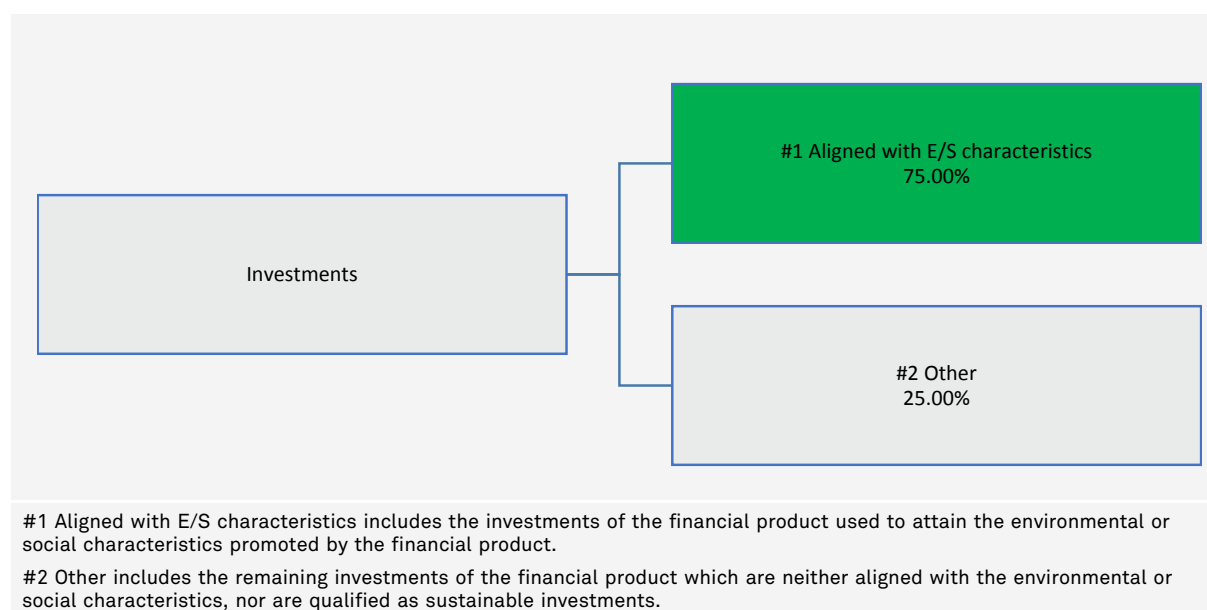 #1 Aligned with E/S characteristics
75.00%
Investments
#2 Other
25.00%
#1 Aligned with E/S characteristics includes the investments of the financial product used to attain the environmental or
social characteristics promoted by the financial product.
#2 Other includes the remaining investments of the financial product which are neither aligned with the environmental or
social characteristics, nor are qualified as sustainable investments.